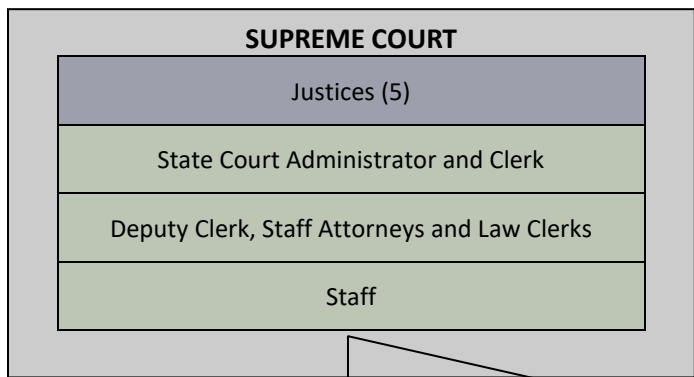 SUPREME COURT
Justices (5)
State Court Administrator and Clerk
Deputy Clerk, Staff Attorneys and Law Clerks
Staff